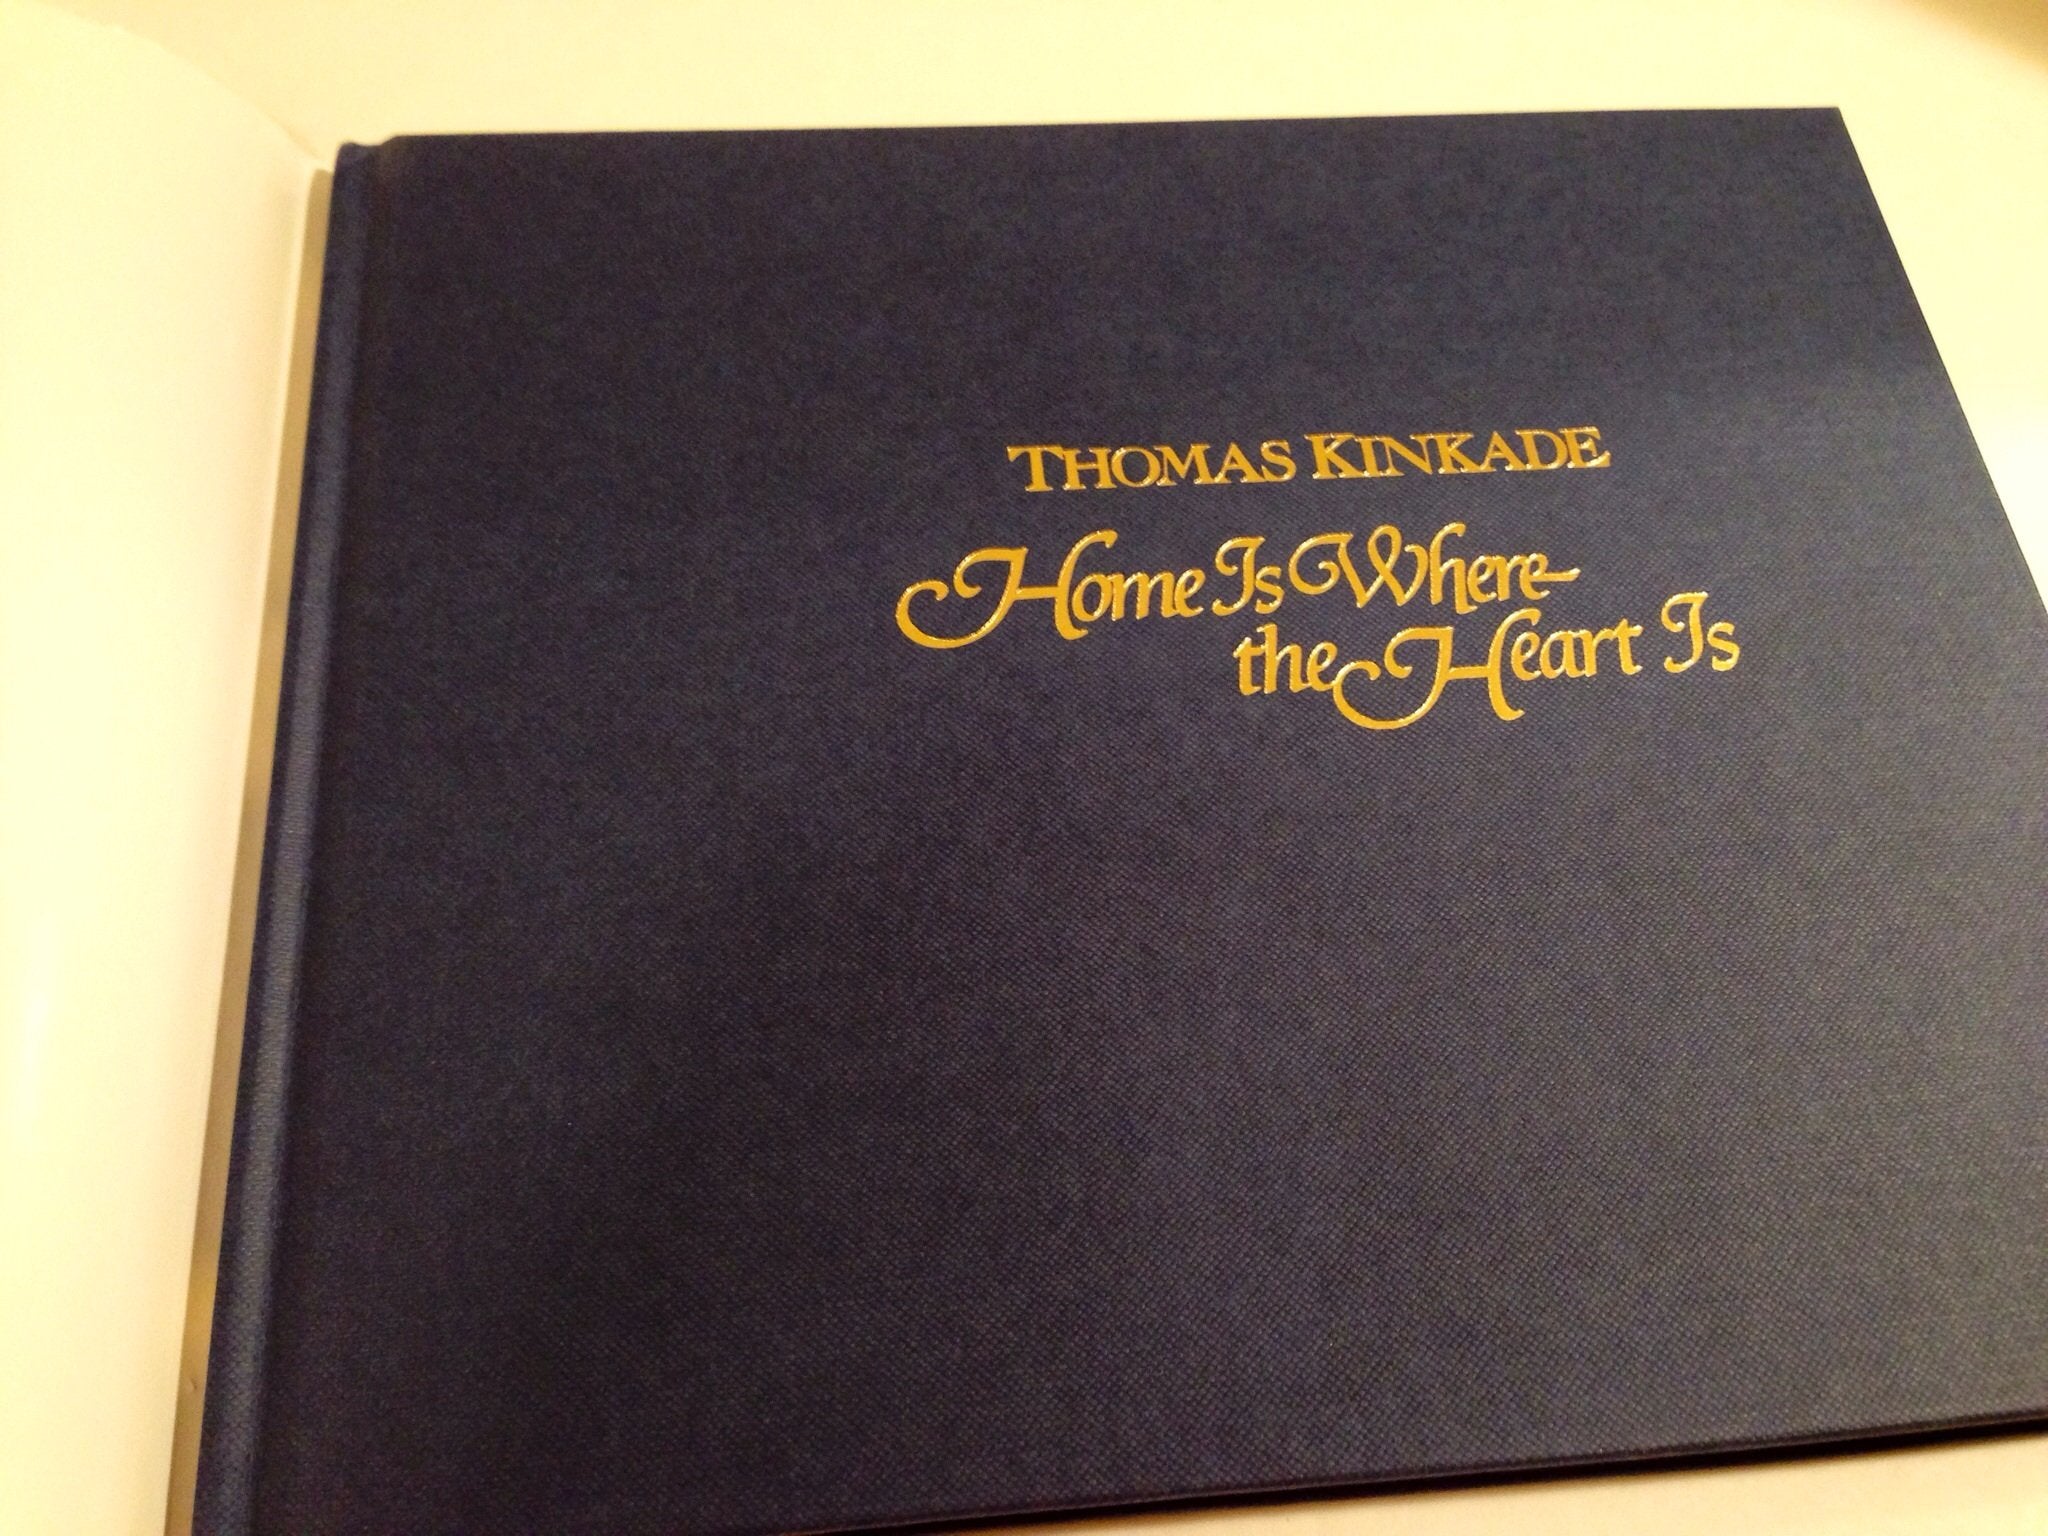 THOMAS KINKADE
Home Is Where
the Heart Is